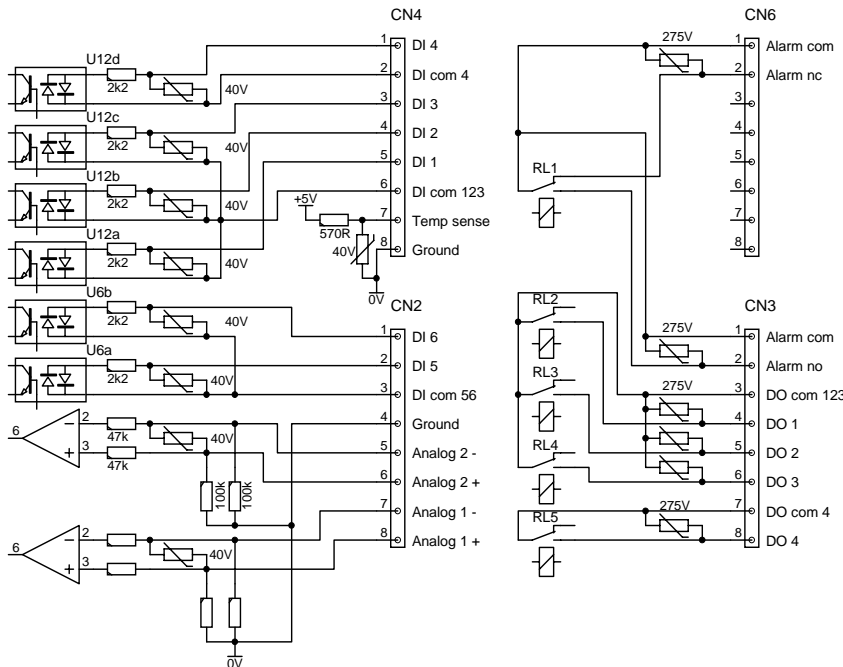 CN4
CN6
U12d
2k2
40V
1 DI 4
2 DI com 4
U12c
2k2
40V
3 DI 3
4 DI 2
U12b
2k2
40V
5 DI 1
6 DI com 123
+5V
570R
40V
7 Temp sense
8 Ground
0V
U12a
2k2
40V
275V
1 Alarm com
2 Alarm nc
3
4
5
6
7
8
RL1
CN2
CN3
U6b
2k2
40V
1 DI 6
2 DI 5
U6a
2k2
40V
3 DI com 56
4 Ground
6
2
3
−
+
47k
47k
40V
100k
100k
5 Analog 2 -
6 Analog 2 +
7 Analog 1 -
8 Analog 1 +
6
2
3
−
+
40V
0V
RL2
RL3
RL4
RL5
275V
1 Alarm com
2 Alarm no
275V
3 DO com 123
4 DO 1
5 DO 2
6 DO 3
275V
7 DO com 4
8 DO 4